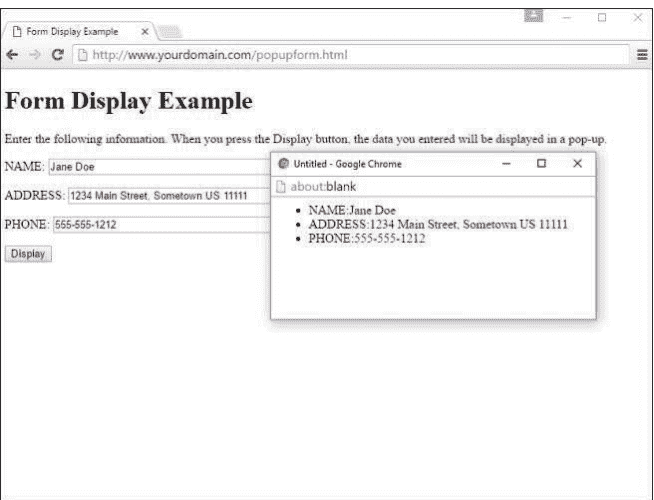 Form Display Example
http://www.yourdomain.com/popupform.html
Form Display Example
Enter the following information. When you press the Display button, the data you entered will be displayed in a pop-up.
NAME: Jane Doe
ADDRESS: 1234 Main Street, Sometown US 11111
PHONE: 555-555-1212
Display
Untitled - Google Chrome
about:blank
NAME:Jane Doe
ADDRESS:1234 Main Street, Sometown US 11111
PHONE:555-555-1212